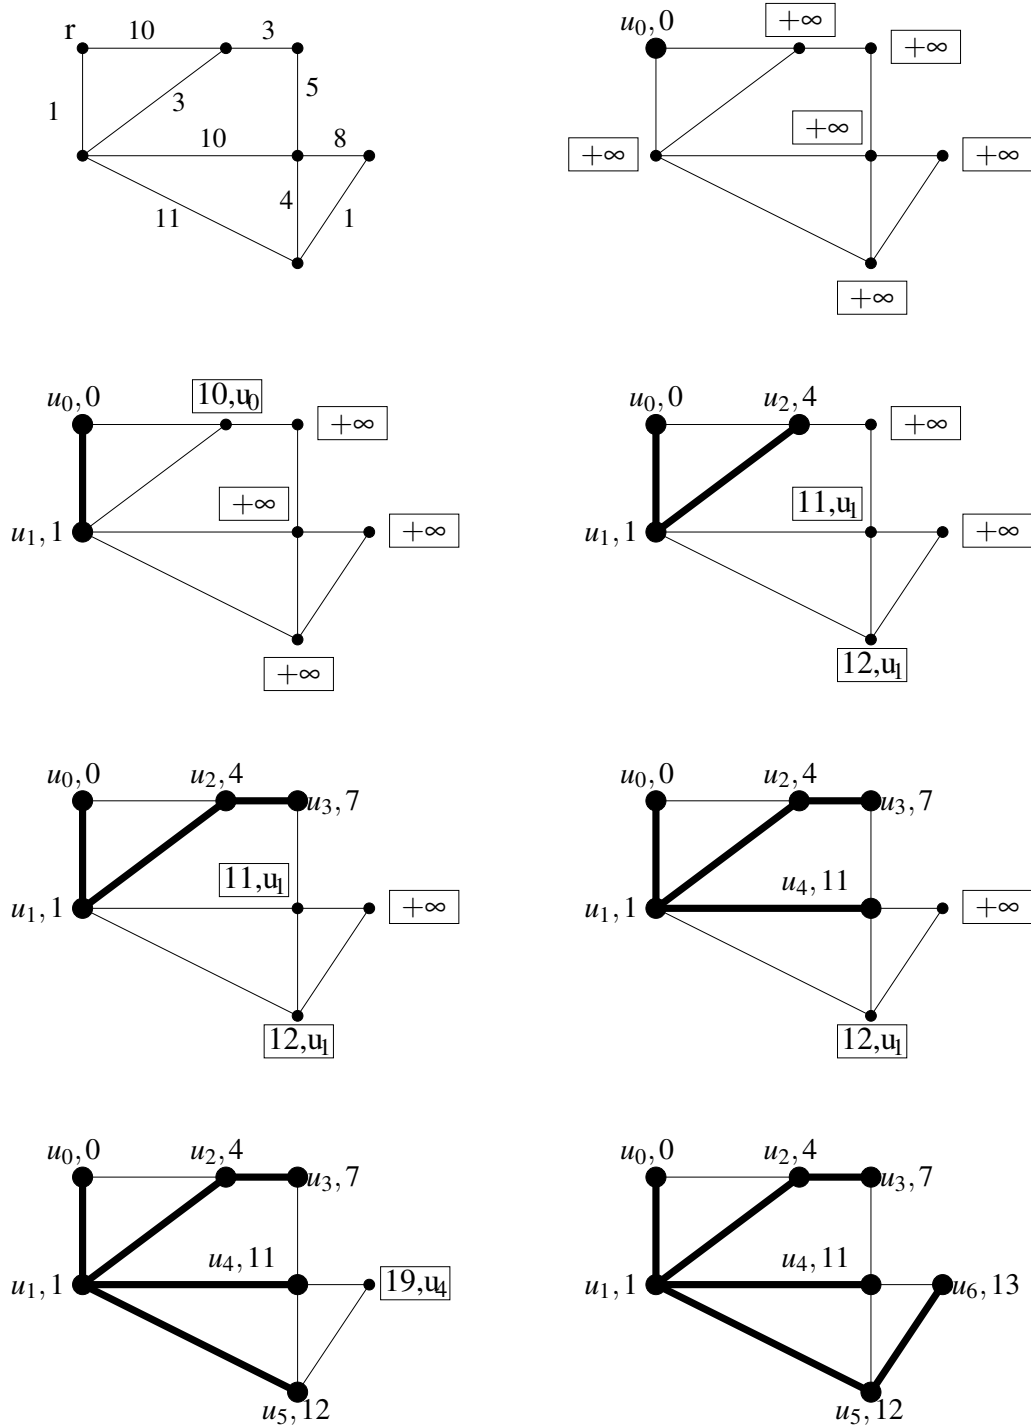 r 10 3
1 3 5
10 8
11 4 1
u₀, 0 +∞ +∞
+∞ +∞ +∞
+∞
u₀, 0 10,u₀ +∞
u₁, 1 +∞ +∞
+∞
u₀, 0 u₂, 4 +∞
u₁, 1 11,u₁ +∞
12,u₁
u₀, 0 u₂, 4 u₃, 7
u₁, 1 11,u₁ +∞
12,u₁
u₀, 0 u₂, 4 u₃, 7
u₁, 1 u₄, 11 +∞
12,u₁
u₀, 0 u₂, 4 u₃, 7
u₁, 1 u₄, 11 19,u₄
u₅, 12
u₀, 0 u₂, 4 u₃, 7
u₁, 1 u₄, 11 u₆, 13
u₅, 12